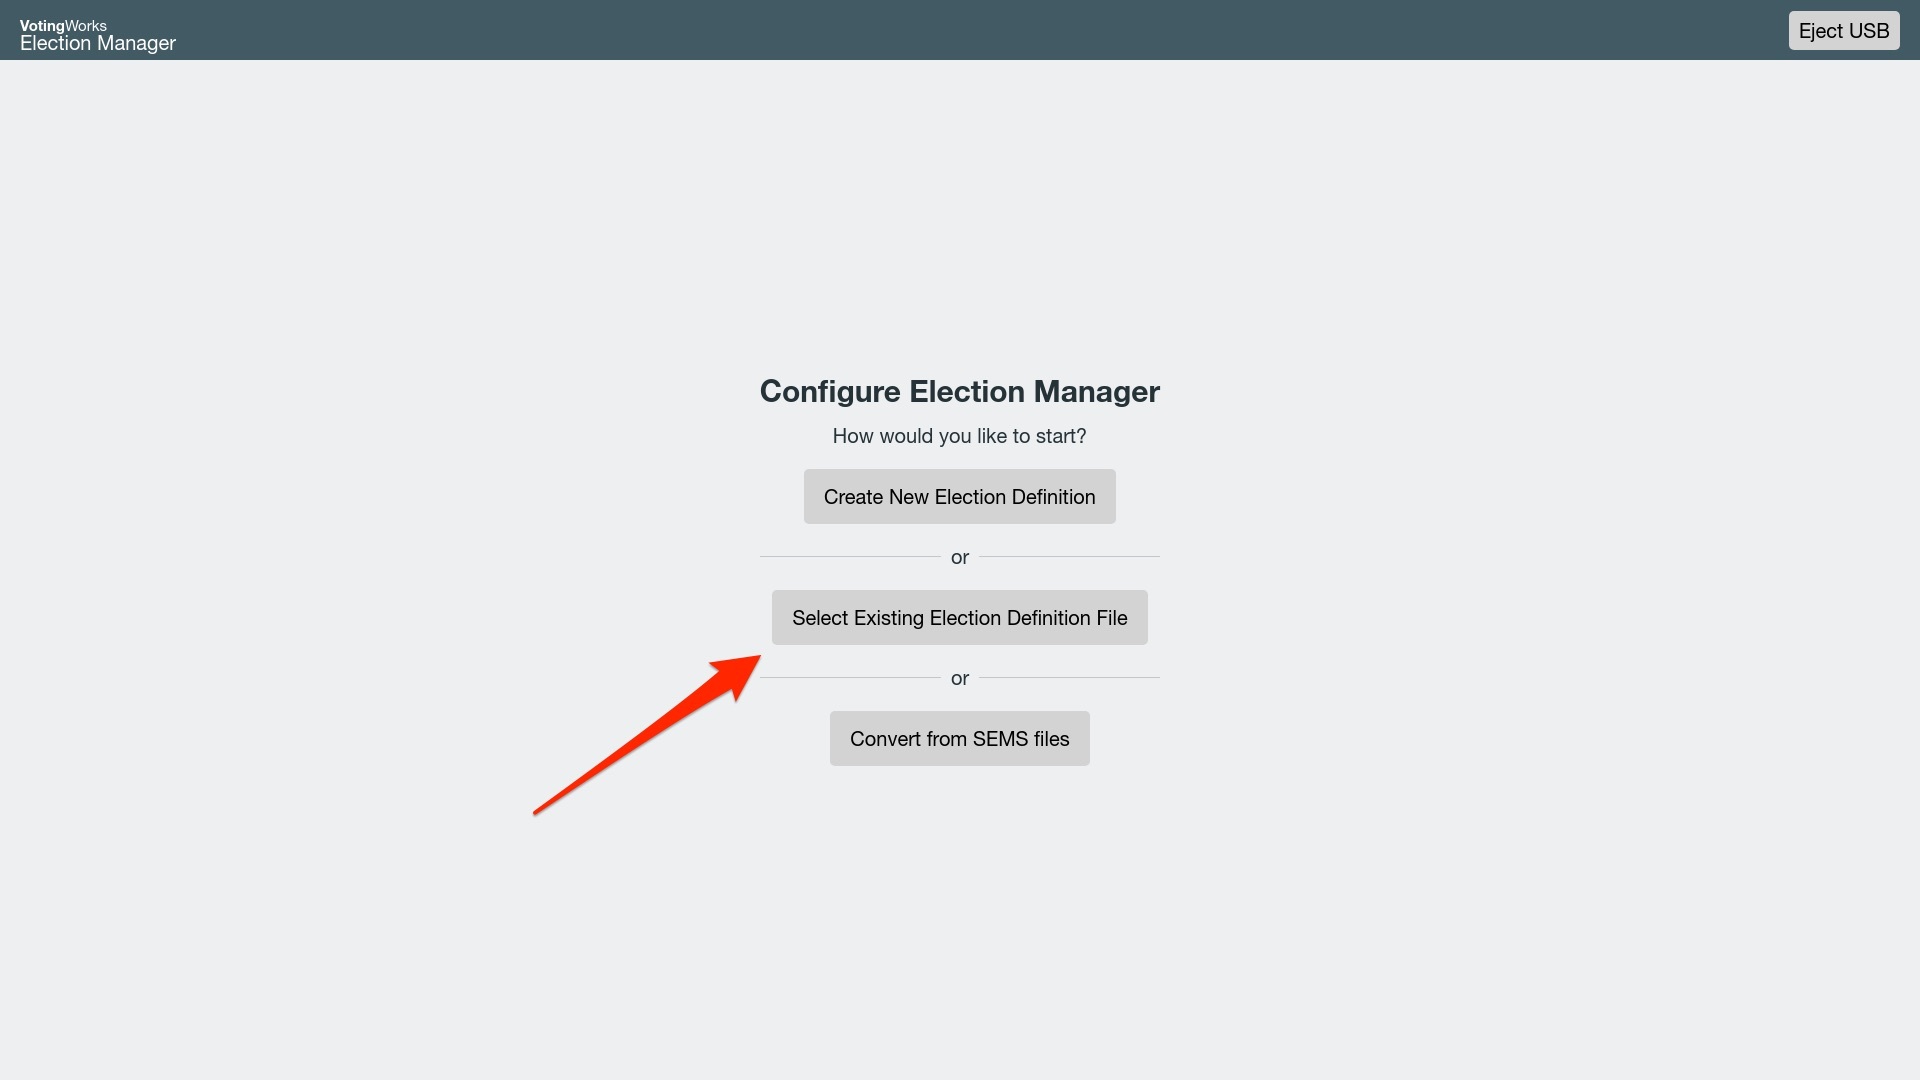 VotingWorks
Election Manager
Eject USB
Configure Election Manager
How would you like to start?
Create New Election Definition
or
Select Existing Election Definition File
or
Convert from SEMS files